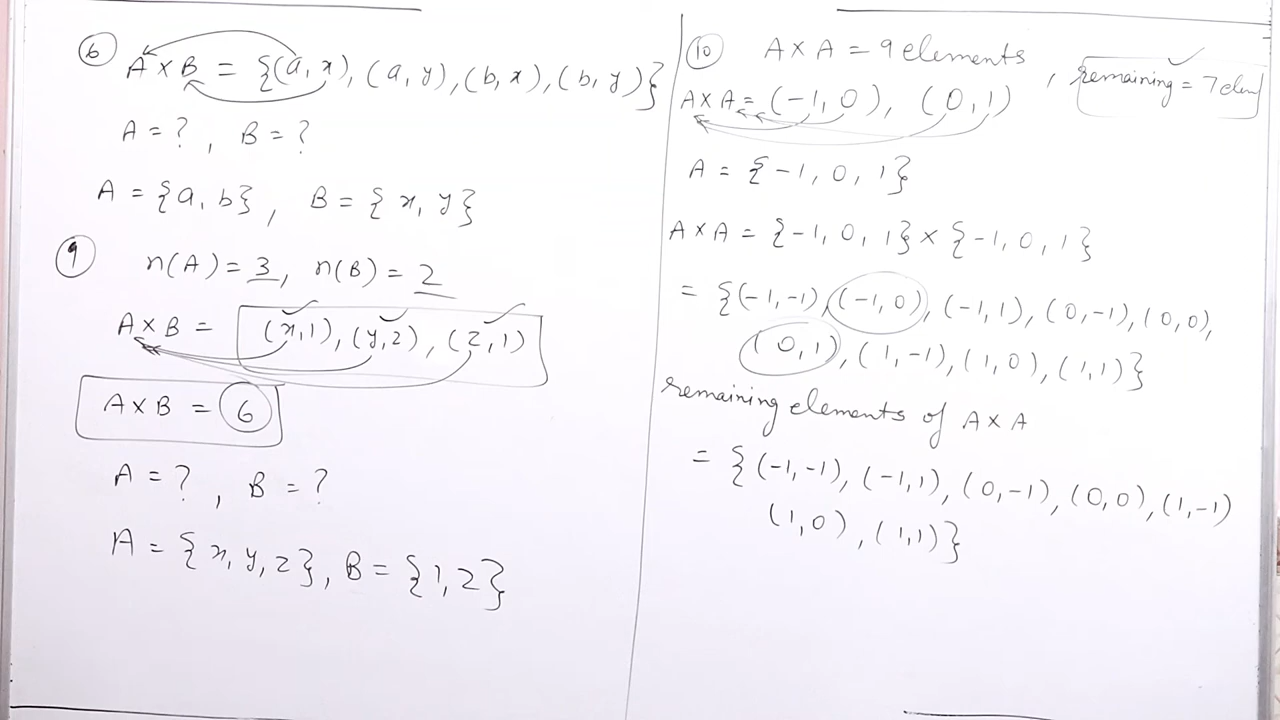 6 A × B = {(a, x), (a, y), (b, x), (b, y)}
A = ? , B = ?
A = {a, b} , B = {x, y}
9 n(A) = 3, n(B) = 2
A × B = (x,1), (y,2), (z,1)
A × B = 6
A = ? , B = ?
A = {x, y, z}, B = {1, 2}
10 A × A = 9 elements , remaining = 7 elem
A × A = (-1, 0), (0, 1)
A = {-1, 0, 1}
A × A = {-1, 0, 1} × {-1, 0, 1}
= {(-1,-1), (-1,0), (-1,1), (0,-1), (0,0),
(0,1), (1,-1), (1,0), (1,1)}
remaining elements of A × A
= {(-1,-1), (-1,1), (0,-1), (0,0), (1,-1)
(1,0), (1,1)}